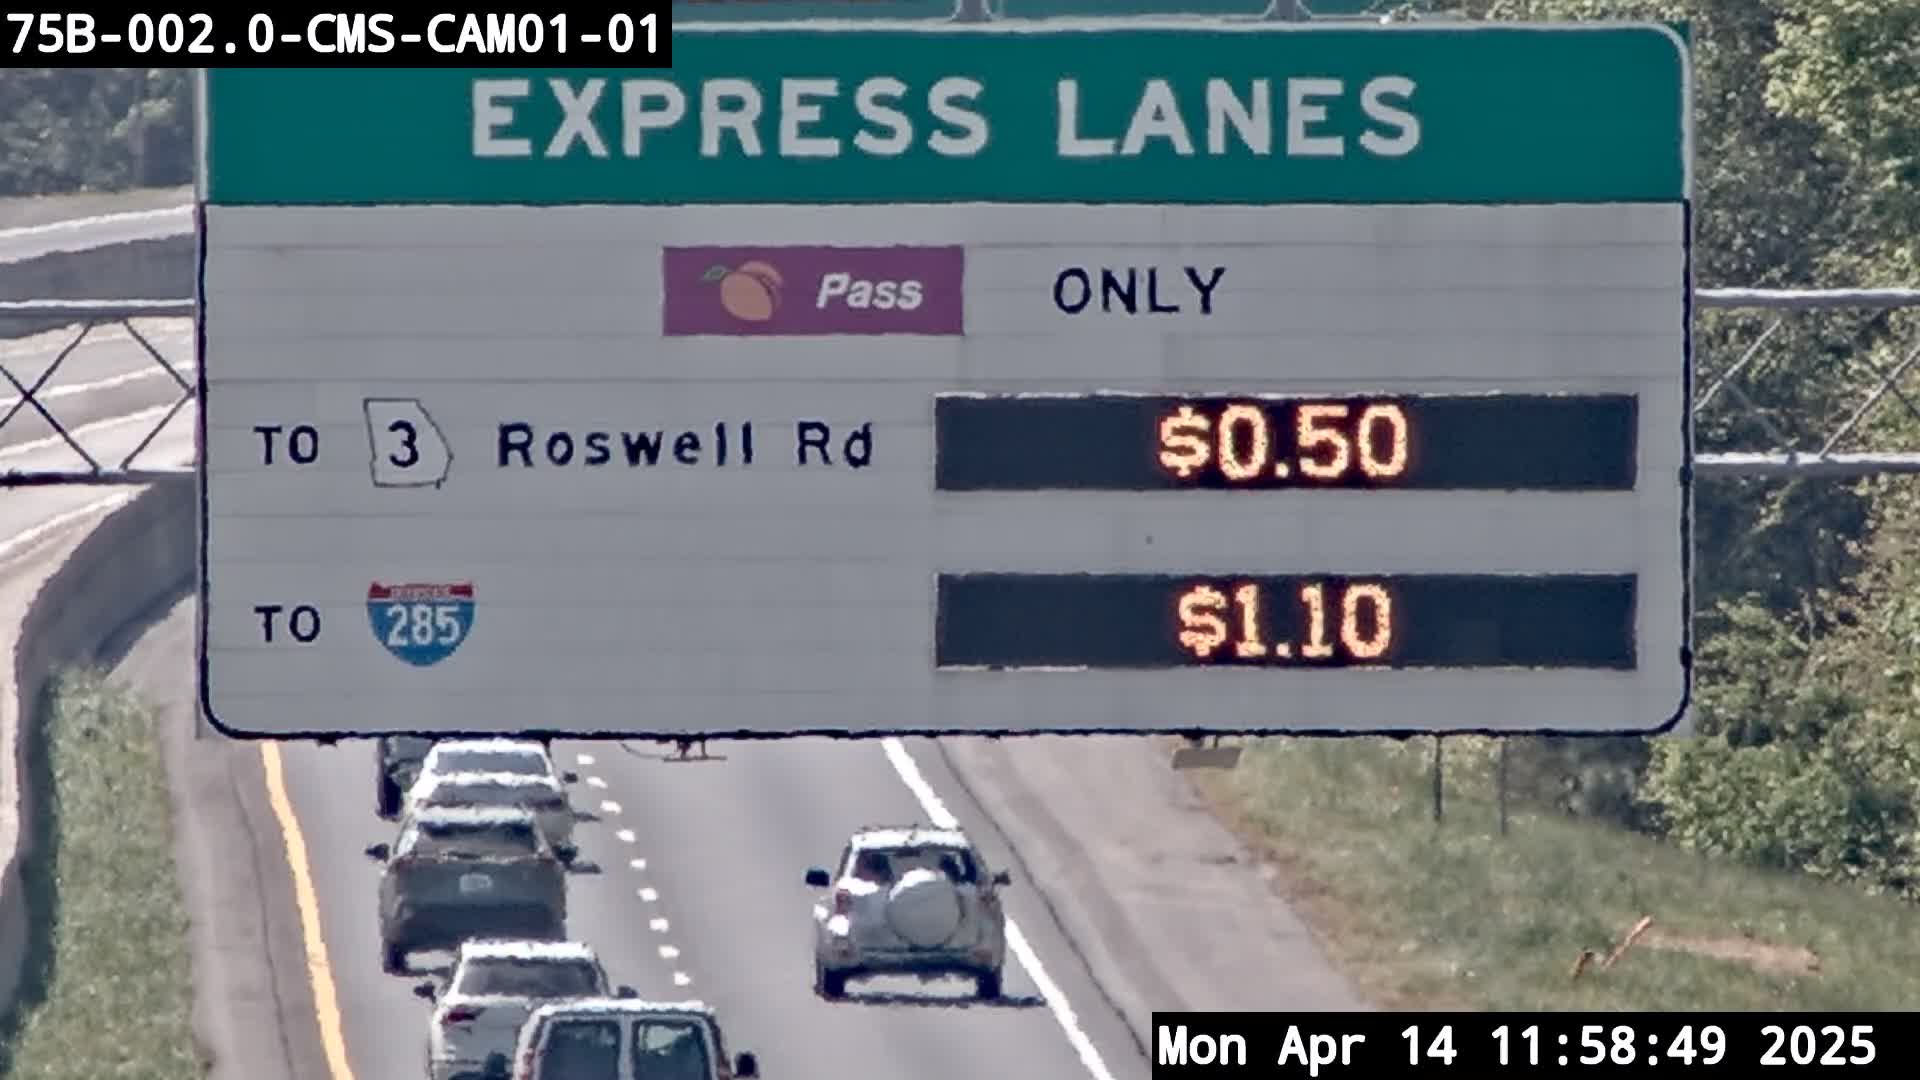 75B-002.0-CMS-CAM01-01
EXPRESS LANES
Pass ONLY
TO 3 Roswell Rd $0.50
TO INTERSTATE 285 $1.10
Mon Apr 14 11:58:49 2025